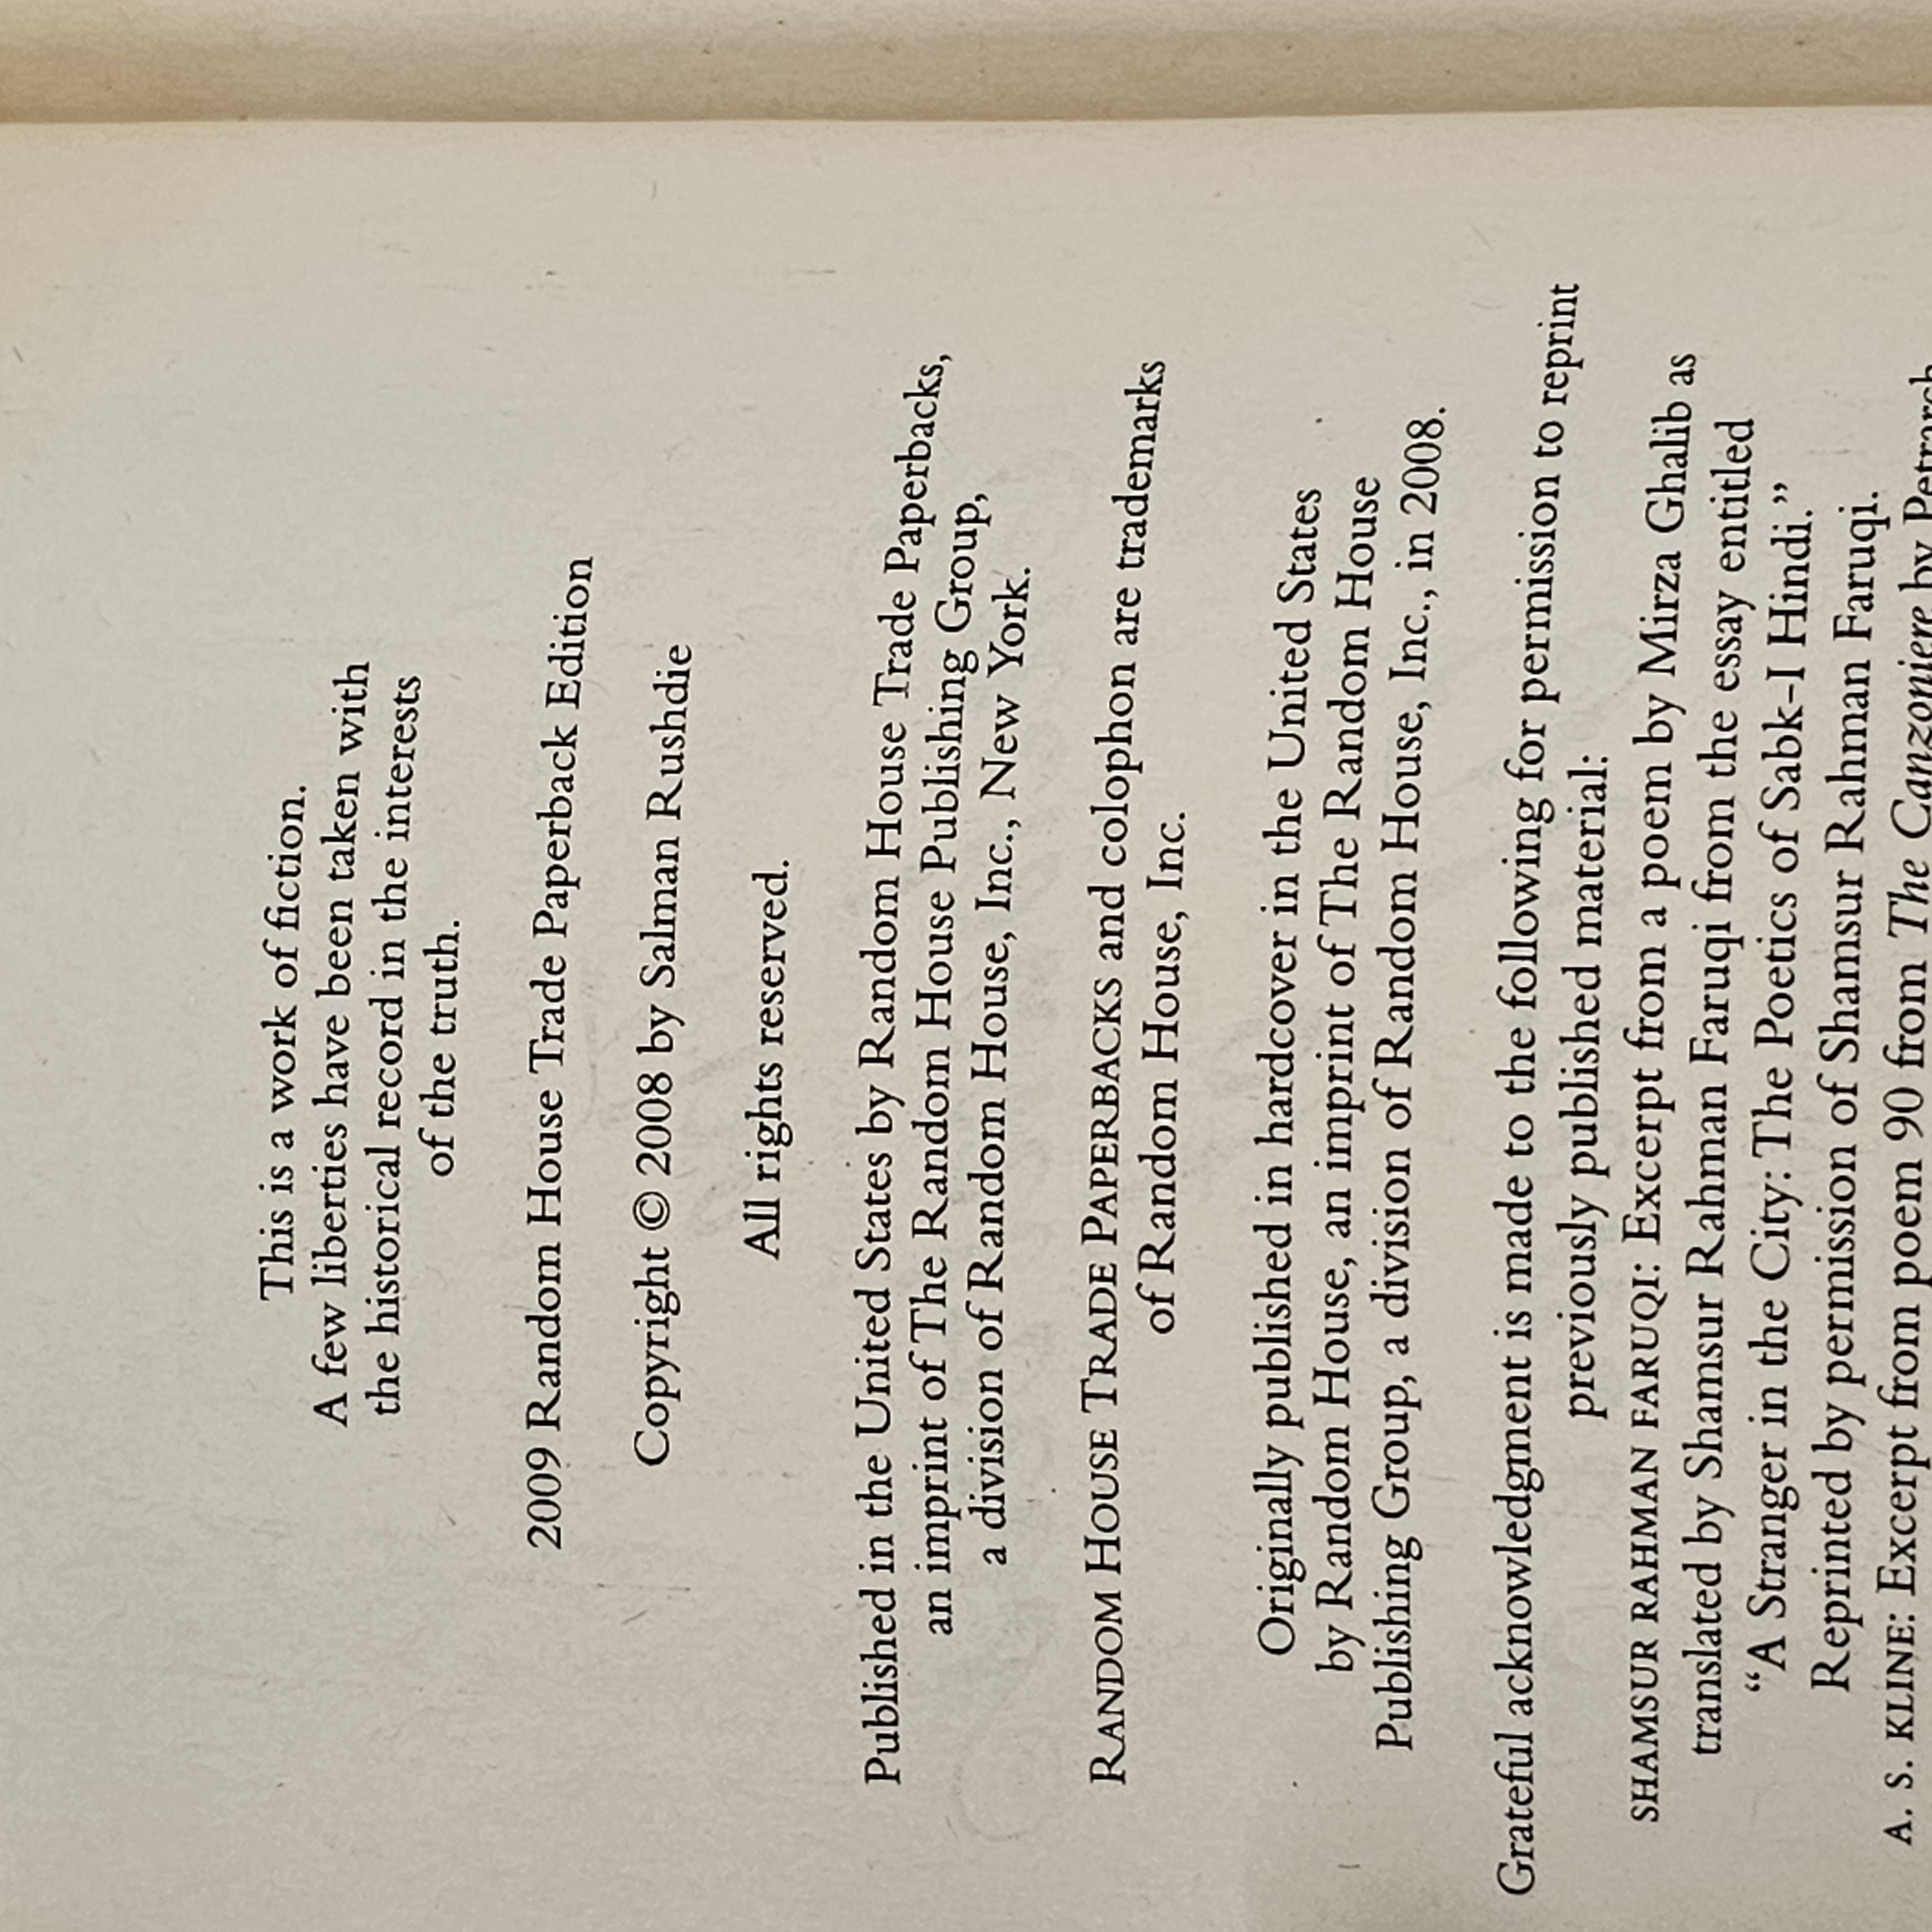 This is a work of fiction.
A few liberties have been taken with
the historical record in the interests
of the truth.
2009 Random House Trade Paperback Edition
Copyright © 2008 by Salman Rushdie
All rights reserved.
Published in the United States by Random House Trade Paperbacks,
an imprint of The Random House Publishing Group,
a division of Random House, Inc., New York.
RANDOM HOUSE TRADE PAPERBACKS and colophon are trademarks
of Random House, Inc.
Originally published in hardcover in the United States
by Random House, an imprint of The Random House
Publishing Group, a division of Random House, Inc., in 2008.
Grateful acknowledgment is made to the following for permission to reprint
previously published material:
SHAMSUR RAHMAN FARUQI: Excerpt from a poem by Mirza Ghalib as
translated by Shamsur Rahman Faruqi from the essay entitled
“A Stranger in the City: The Poetics of Sabk-I Hindi.”
Reprinted by permission of Shamsur Rahman Faruqi.
A. S. KLINE: Excerpt from poem 90 from The Canzoniere by Petrarch